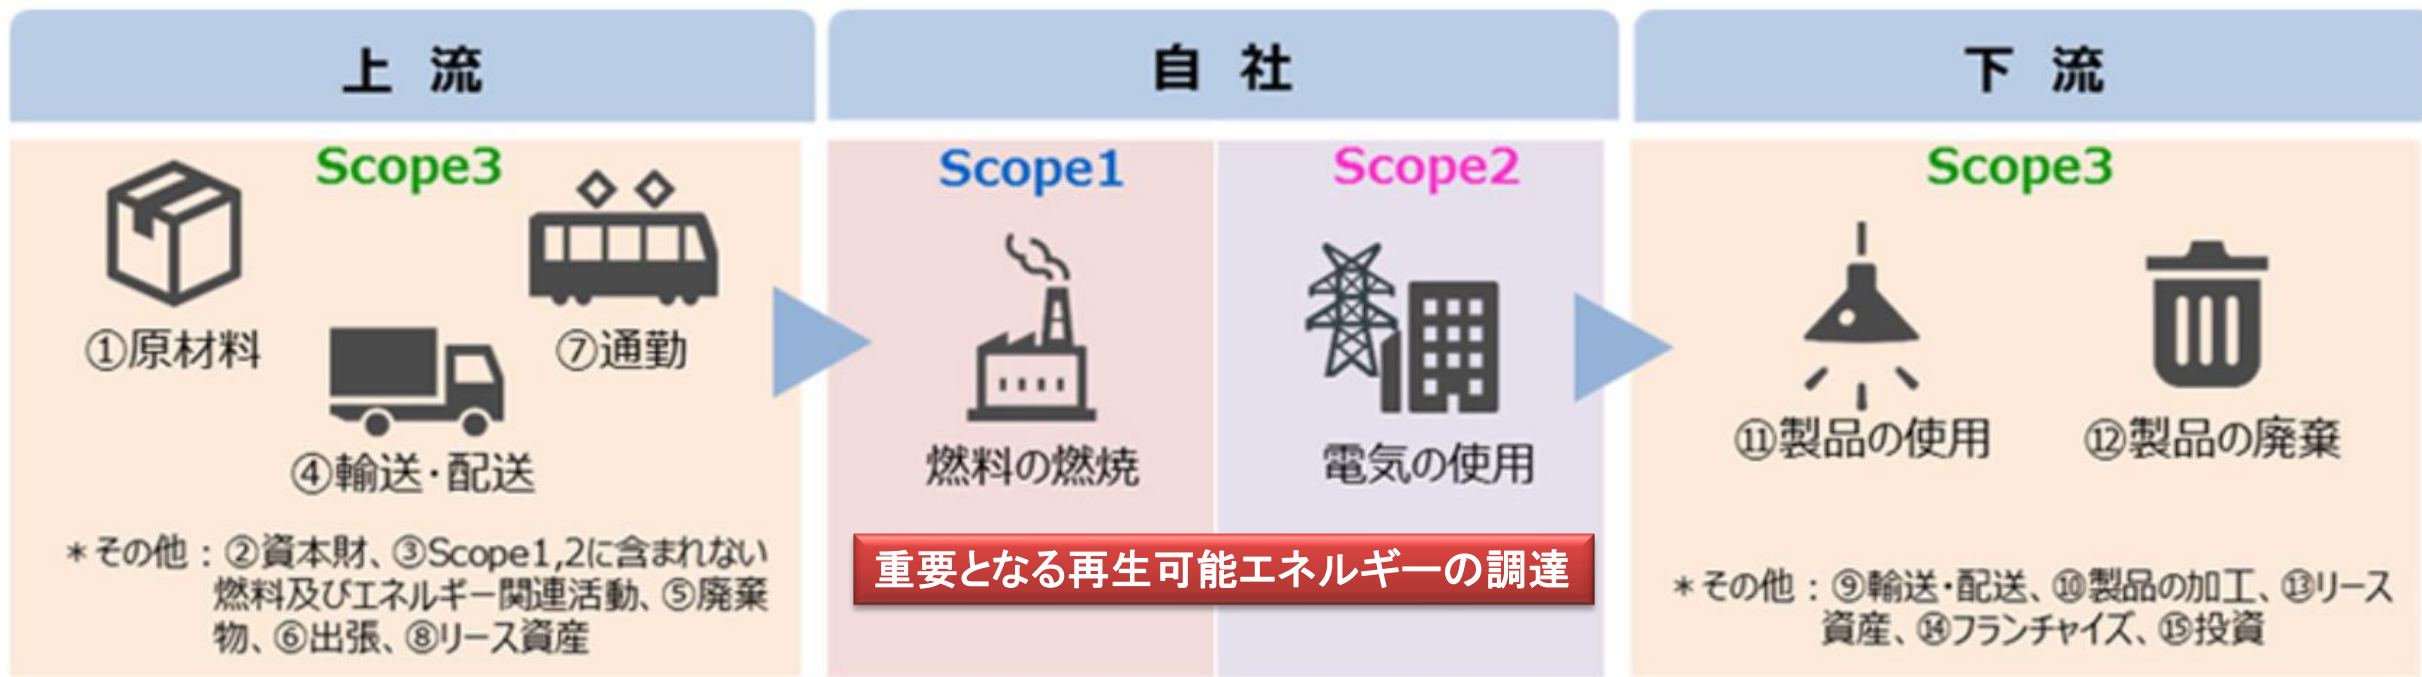 上 流
Scope3
①原材料
⑦通勤
④輸送・配送
＊その他：②資本財、③Scope1,2に含まれない
燃料及びエネルギー関連活動、⑤廃棄
物、⑥出張、⑧リース資産
自 社
Scope1
燃料の燃焼
Scope2
電気の使用
重要となる再生可能エネルギーの調達
下 流
Scope3
⑪製品の使用
⑫製品の廃棄
＊その他：⑨輸送・配送、⑩製品の加工、⑬リース
資産、⑭フランチャイズ、⑮投資